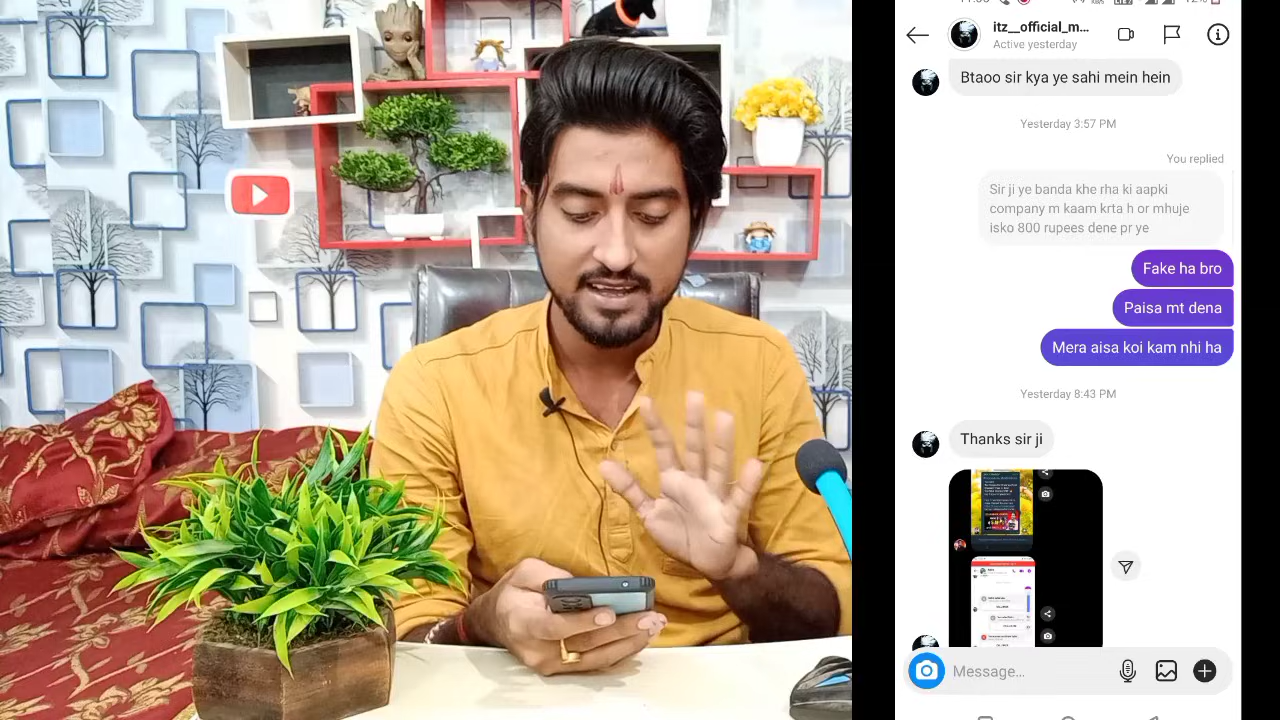 itz__official_m...
Active yesterday
Btaoo sir kya ye sahi mein hein
Yesterday 3:57 PM
You replied
Sir ji ye banda khe rha ki aapki
company m kaam krta h or mhuje
isko 800 rupees dene pr ye
Fake ha bro
Paisa mt dena
Mera aisa koi kam nhi ha
Yesterday 8:43 PM
Thanks sir ji
Message...